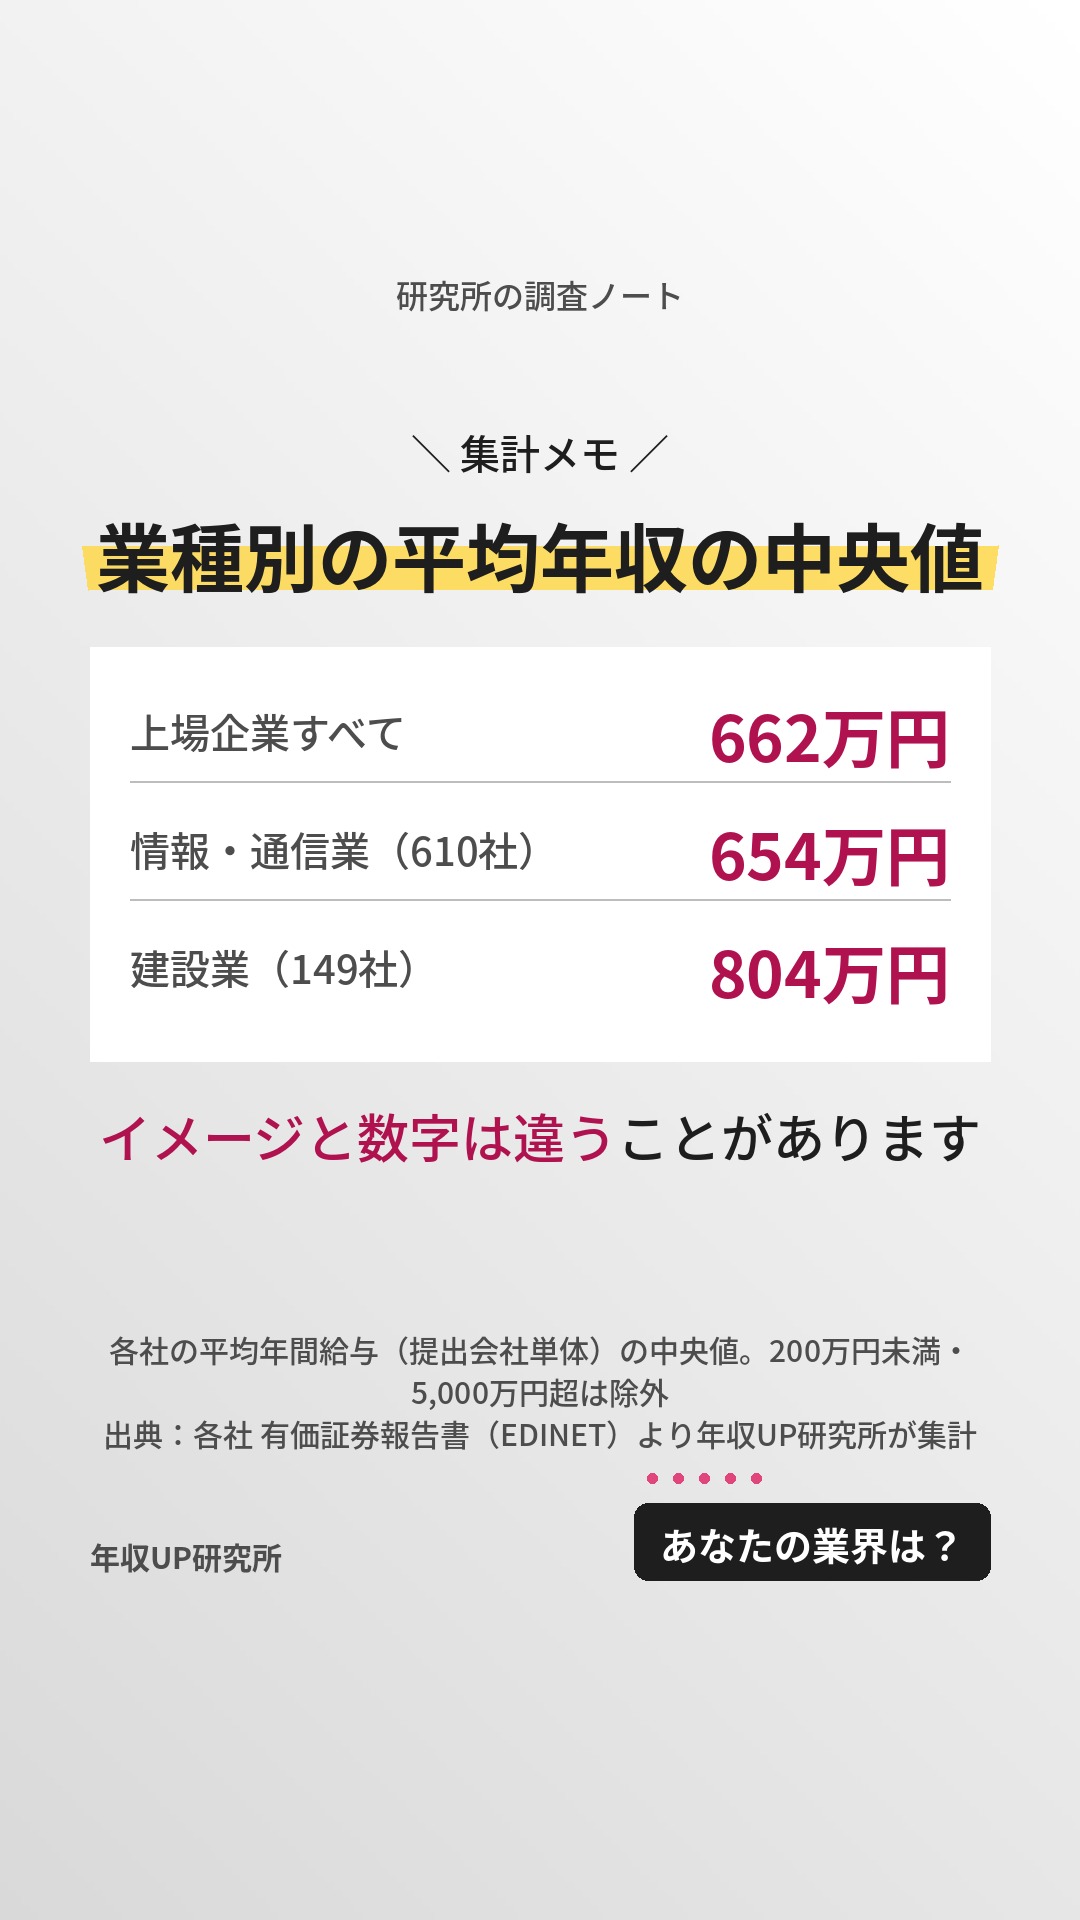 研究所の調査ノート
＼ 集計メモ ／
業種別の平均年収の中央値
上場企業すべて 662万円
情報・通信業（610社） 654万円
建設業（149社） 804万円
イメージと数字は違うことがあります
各社の平均年間給与（提出会社単体）の中央値。200万円未満・
5,000万円超は除外
出典：各社 有価証券報告書（EDINET）より年収UP研究所が集計
年収UP研究所
あなたの業界は？